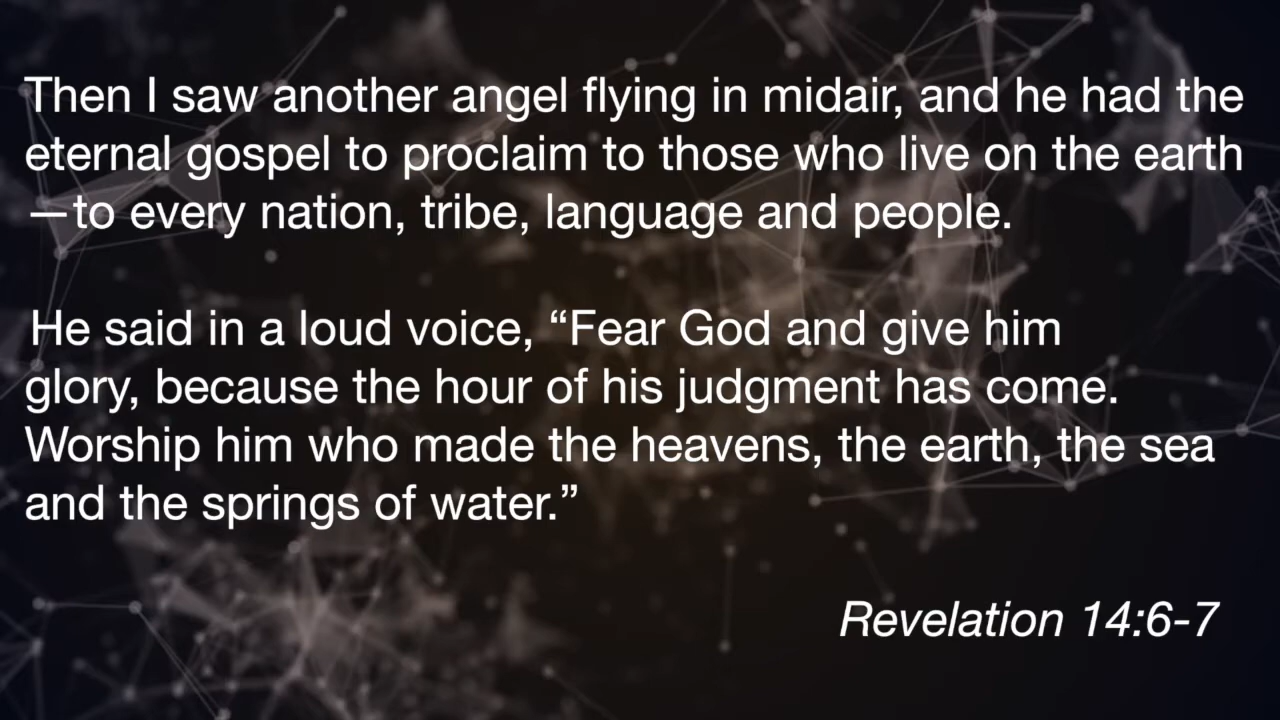 Then I saw another angel flying in midair, and he had the
eternal gospel to proclaim to those who live on the earth
—to every nation, tribe, language and people.
He said in a loud voice, “Fear God and give him
glory, because the hour of his judgment has come.
Worship him who made the heavens, the earth, the sea
and the springs of water.”
Revelation 14:6-7